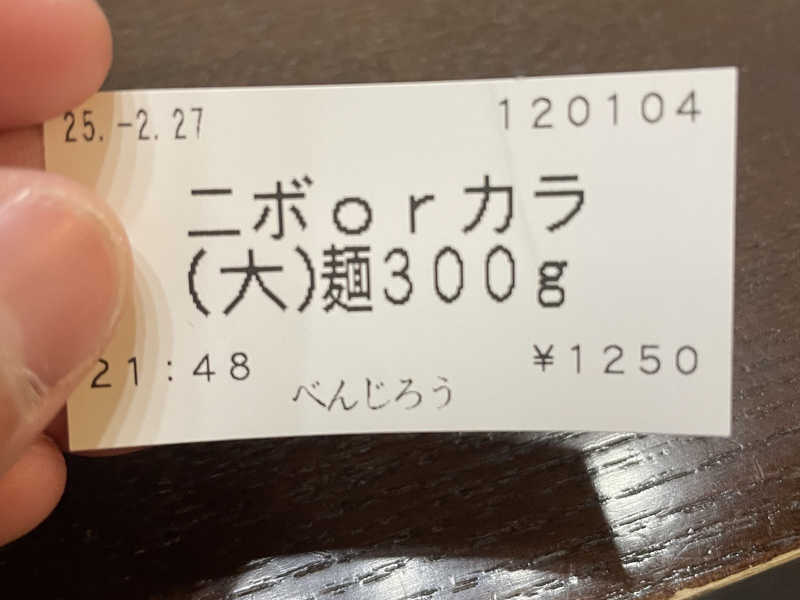 25.-2.27 120104
ニボorカラ
(大)麺300g
21:48 ¥1250
べんじろう